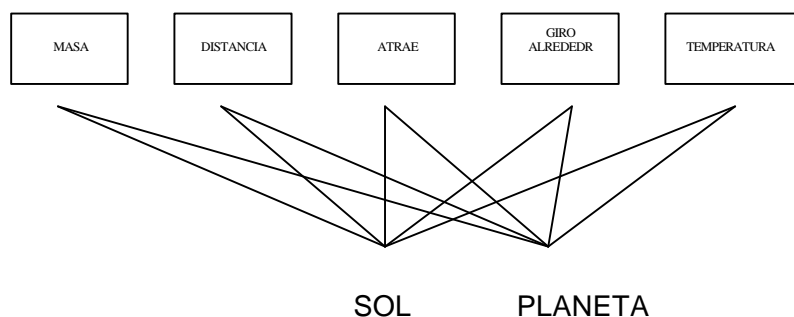 MASA
DISTANCIA
ATRAE
GIRO
ALREDEDR
TEMPERATURA
SOL
PLANETA